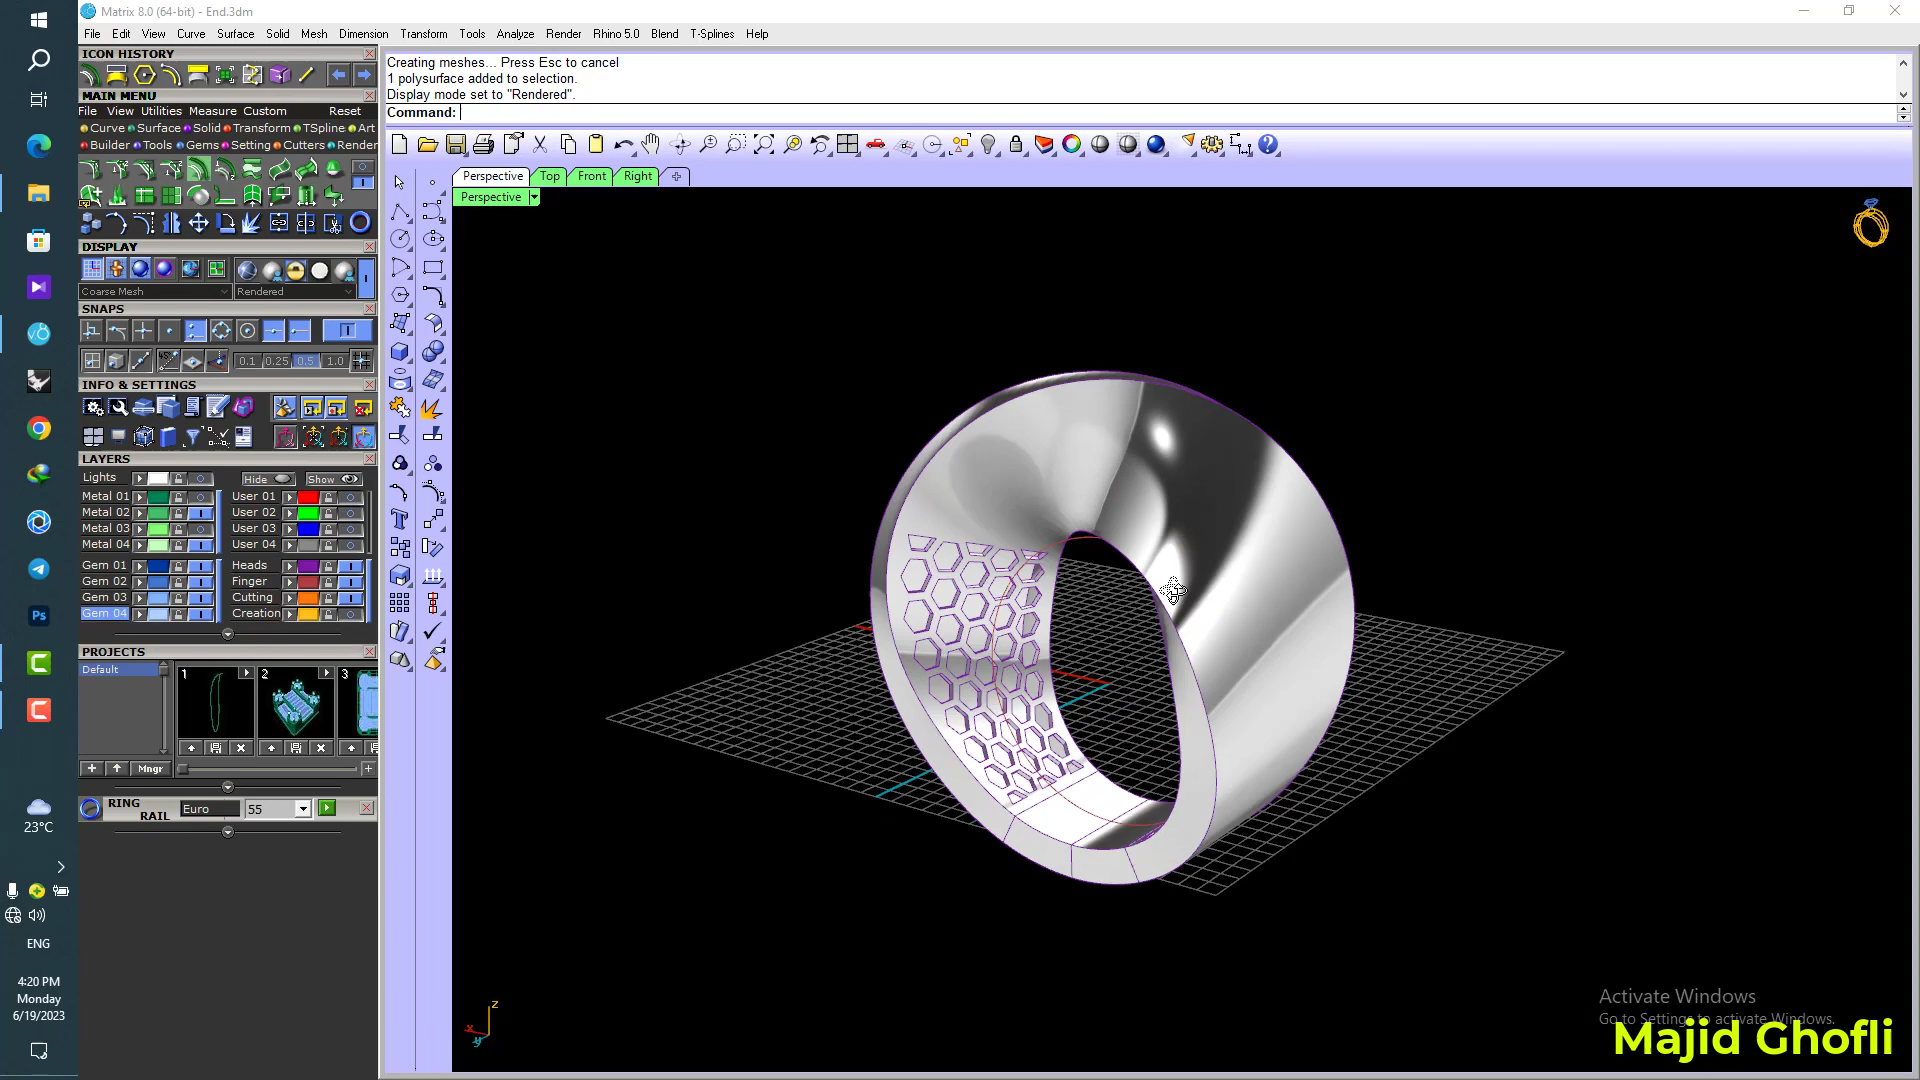 Matrix 8.0 (64-bit) - End.3dm
File Edit View Curve Surface Solid Mesh Dimension Transform Tools Analyze Render Rhino 5.0 Blend T-Splines Help
ICON HISTORY
Creating meshes... Press Esc to cancel
1 polysurface added to selection.
Display mode set to "Rendered".
Command:
MAIN MENU
File View Utilities Measure Custom Reset
Curve Surface Solid Transform TSpline Art
Builder Tools Gems Setting Cutters Render
Perspective Top Front Right
Perspective
DISPLAY
Coarse Mesh Rendered
SNAPS
0.1 0.25 0.5 1.0
INFO & SETTINGS
LAYERS
Lights Hide Show
Metal 01 User 01
Metal 02 User 02
Metal 03 User 03
Metal 04 User 04
Gem 01 Heads
Gem 02 Finger
Gem 03 Cutting
Gem 04 Creation
PROJECTS
Default
1 2 3
Mngr
RING RAIL Euro 55
23°C
ENG
4:20 PM
Monday
6/19/2023
Ps
z
x
y
Activate Windows
Go to Settings to activate Windows.
Majid Ghofli